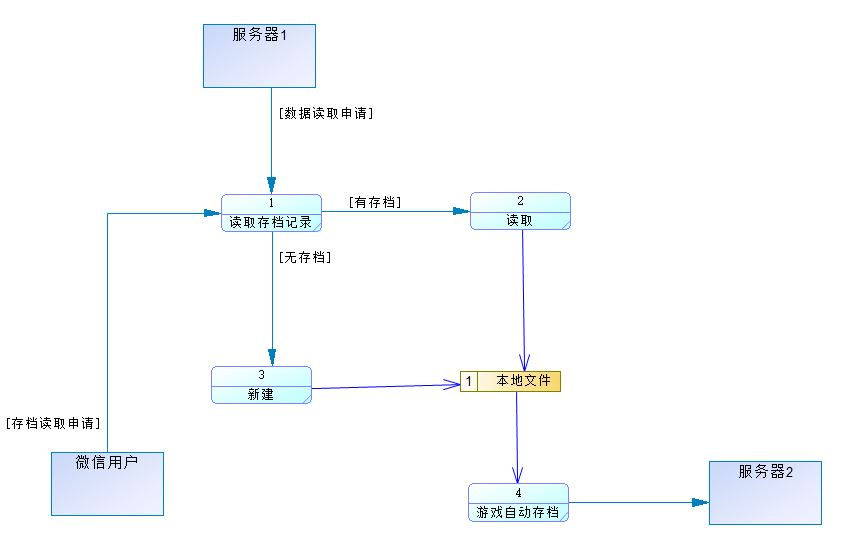 服务器1
[数据读取申请]
1
读取存档记录
[有存档]
2
读取
[无存档]
3
新建
1 本地文件
[存档读取申请]
微信用户
4
游戏自动存档
服务器2